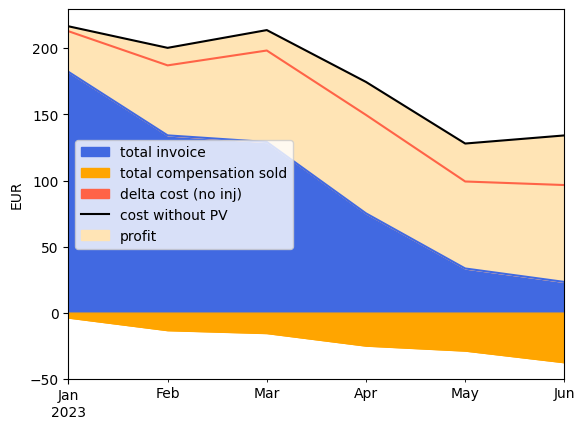 200
150
100
50
0
−50
EUR
total invoice
total compensation sold
delta cost (no inj)
cost without PV
profit
Jan Feb Mar Apr May Jun
2023